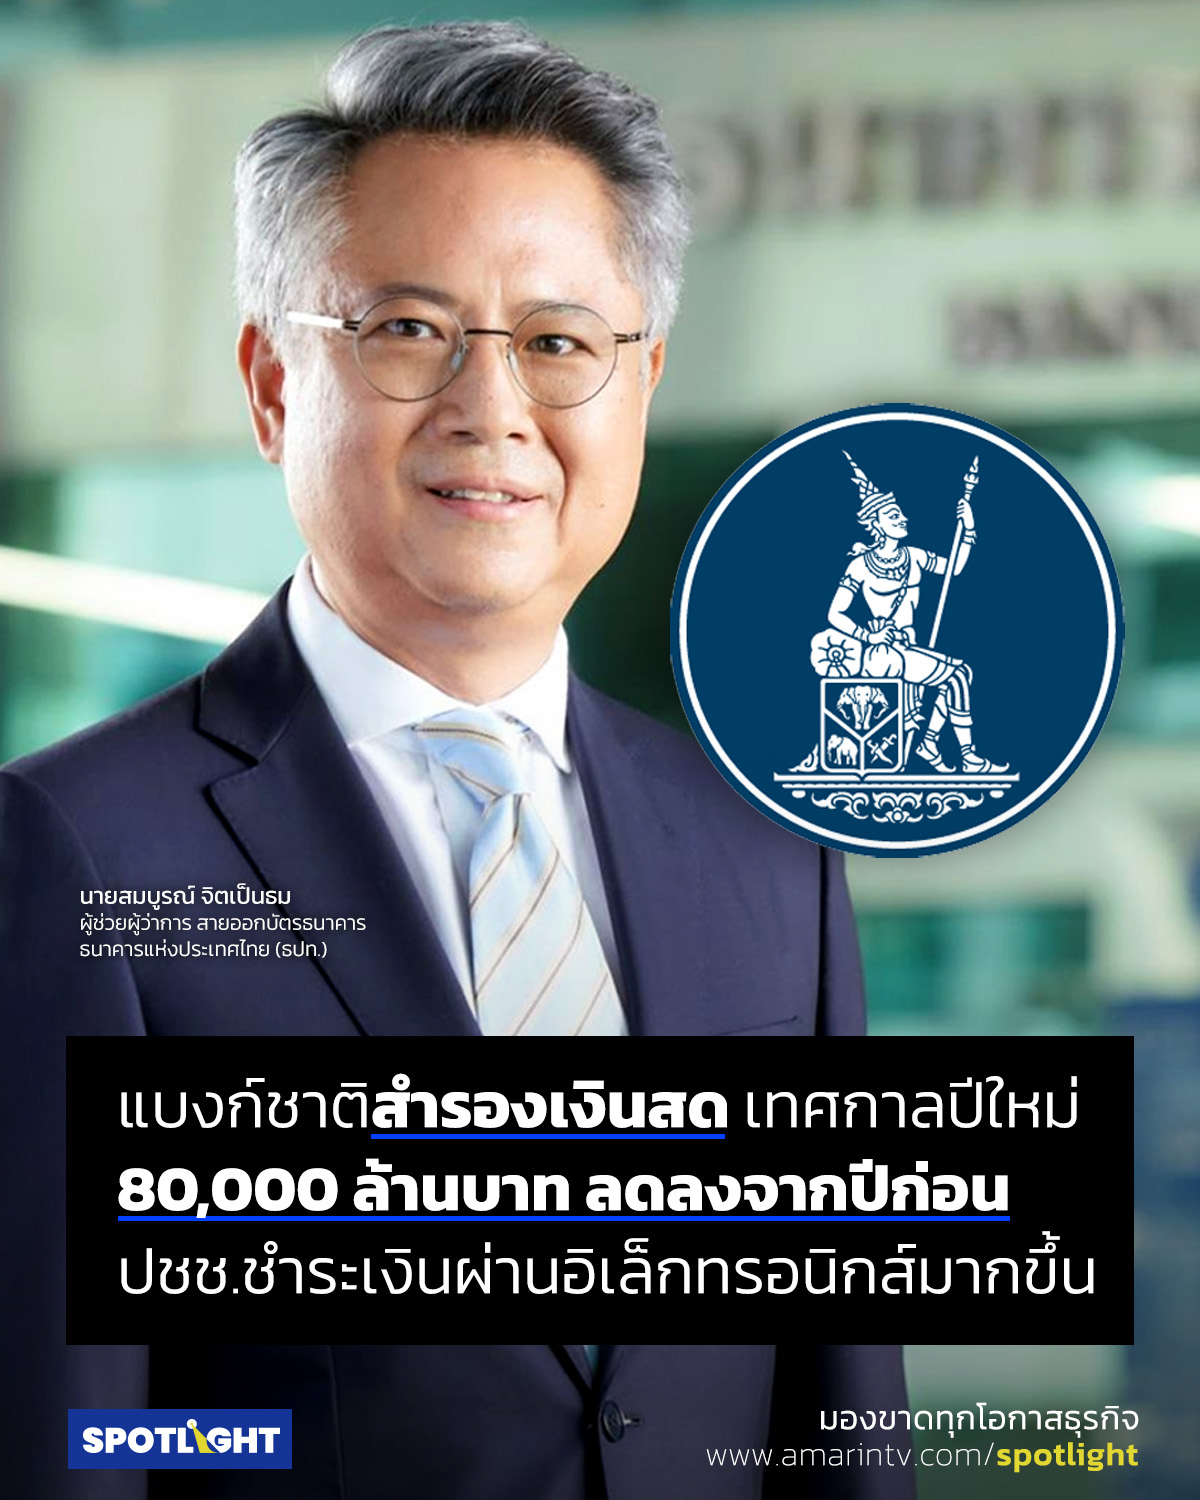 นายสมบูรณ์ จิตเป็นธม
ผู้ช่วยผู้ว่าการ สายออกบัตรธนาคาร
ธนาคารแห่งประเทศไทย (ธปท.)
แบงก์ชาติสำรองเงินสด เทศกาลปีใหม่
80,000 ล้านบาท ลดลงจากปีก่อน
ปชช.ชำระเงินผ่านอิเล็กทรอนิกส์มากขึ้น
SPOTLIGHT
มองขาดทุกโอกาสธุรกิจ
www.amarintv.com/spotlight